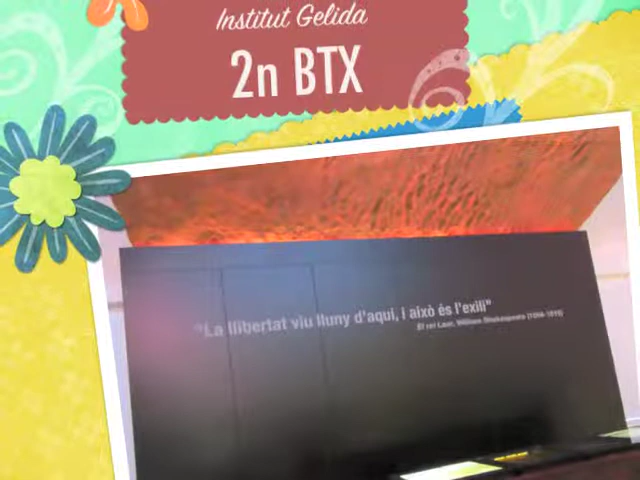 Institut Gelida
2n BTX
"La llibertat viu lluny d'aquí, i això és l'exili"
El rei Lear, William Shakespeare